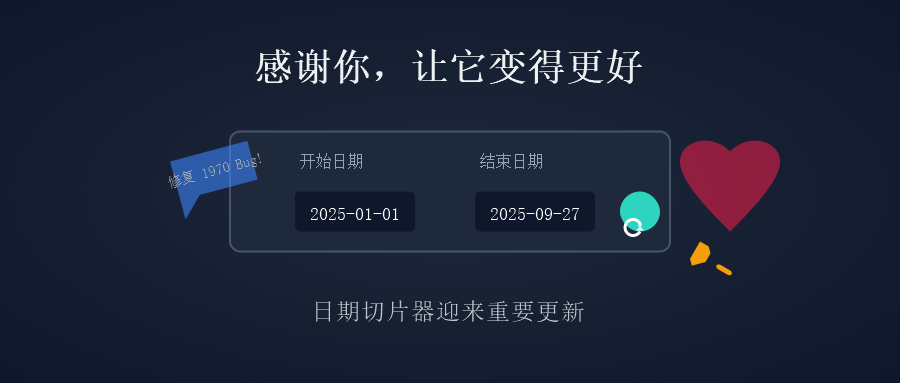 感谢你，让它变得更好
修复 1970 Bug!
开始日期
结束日期
2025-01-01
2025-09-27
日期切片器迎来重要更新